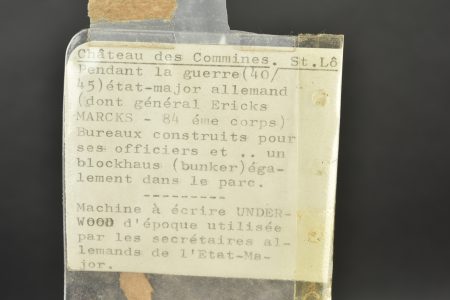 Château des Commines. St.Lô
Pendant la guerre(40/
45)état-major allemand
(dont général Ericks
MARCKS - 84 éme corps)
Bureaux construits pour
ses officiers et .. un
blockhaus (bunker)éga-
lement dans le parc.
---------
Machine à écrire UNDER-
WOOD d'époque utilisée
par les secrétaires al-
lemands de l'Etat-Ma-
jor.